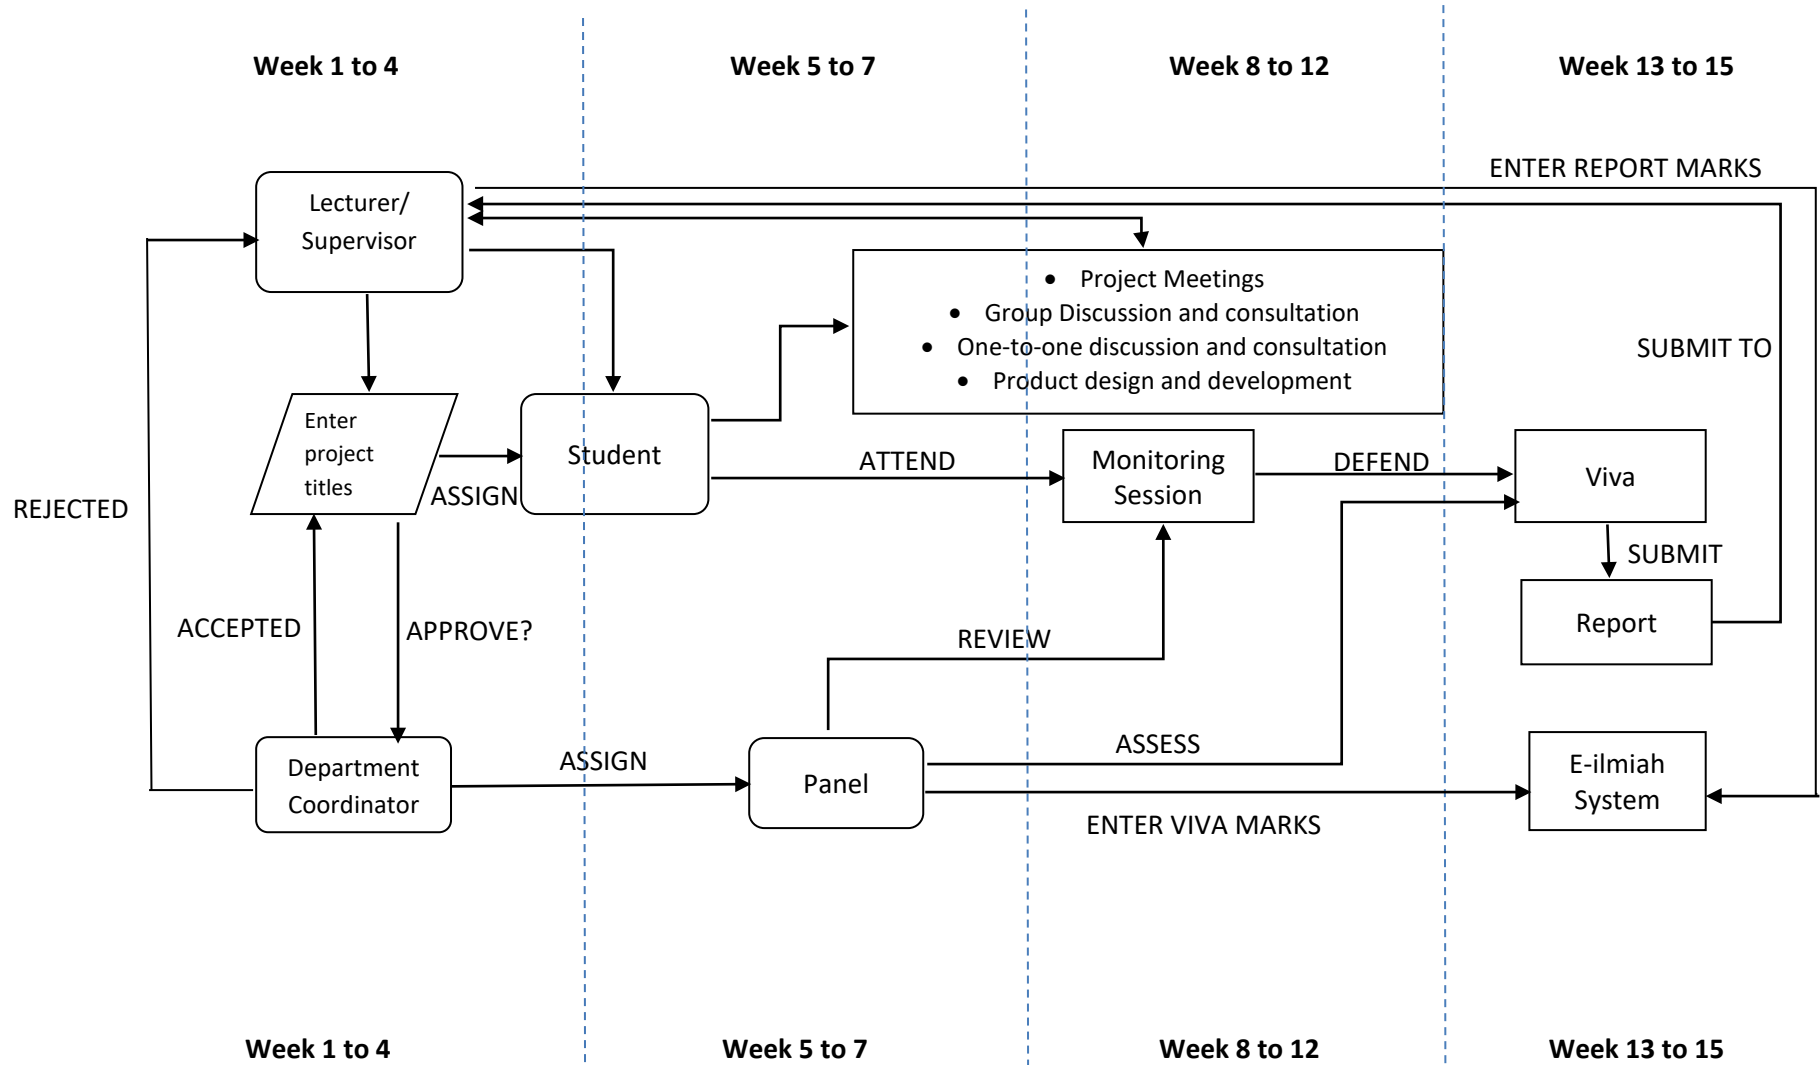 Week 1 to 4
Week 5 to 7
Week 8 to 12
Week 13 to 15
ENTER REPORT MARKS
Lecturer/
Supervisor
• Project Meetings
• Group Discussion and consultation
• One-to-one discussion and consultation
• Product design and development
SUBMIT TO
Enter
project
titles
ASSIGN
Student
ATTEND
Monitoring
Session
DEFEND
Viva
REJECTED
SUBMIT
Report
ACCEPTED
APPROVE?
REVIEW
Department
Coordinator
ASSIGN
Panel
ASSESS
ENTER VIVA MARKS
E-ilmiah
System
Week 1 to 4
Week 5 to 7
Week 8 to 12
Week 13 to 15